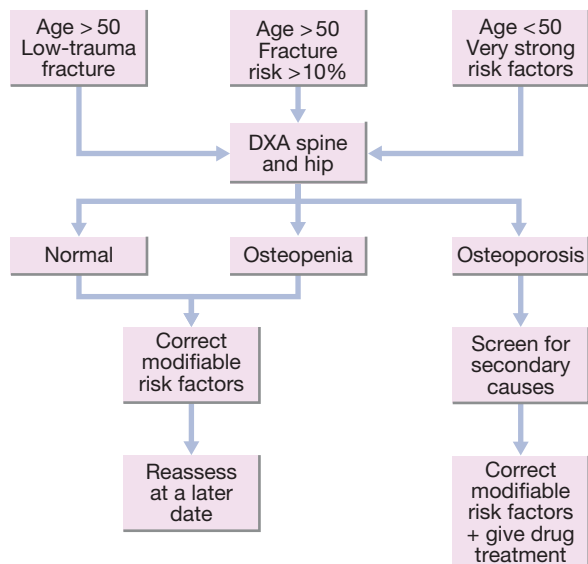 Age > 50
Low-trauma
fracture
Age > 50
Fracture
risk > 10%
Age < 50
Very strong
risk factors
DXA spine
and hip
Normal
Osteopenia
Osteoporosis
Correct
modifiable
risk factors
Screen for
secondary
causes
Reassess
at a later
date
Correct
modifiable
risk factors
+ give drug
treatment